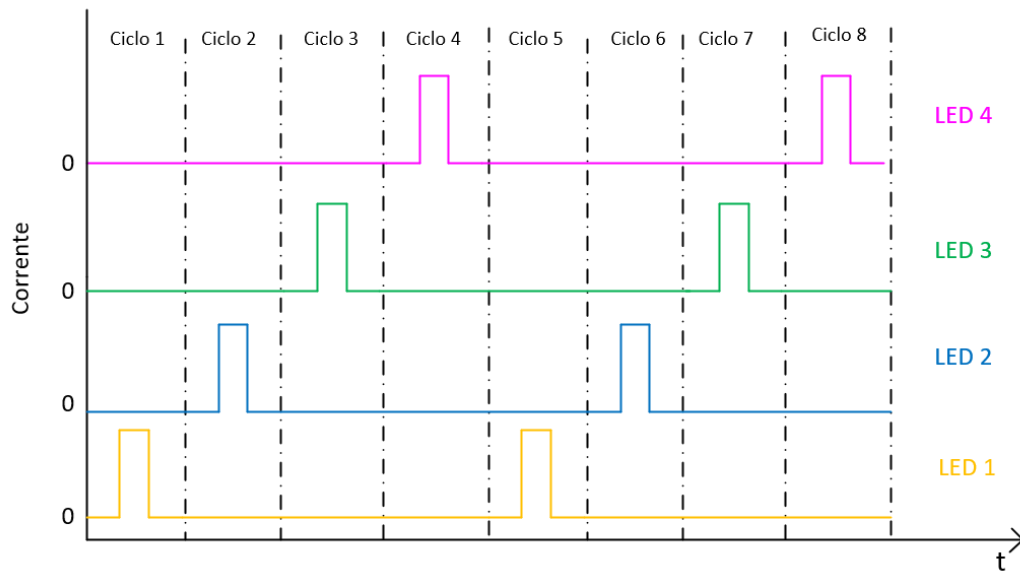 Ciclo 1
Ciclo 2
Ciclo 3
Ciclo 4
Ciclo 5
Ciclo 6
Ciclo 7
Ciclo 8
LED 4
0
LED 3
Corrente
0
LED 2
0
LED 1
0
t